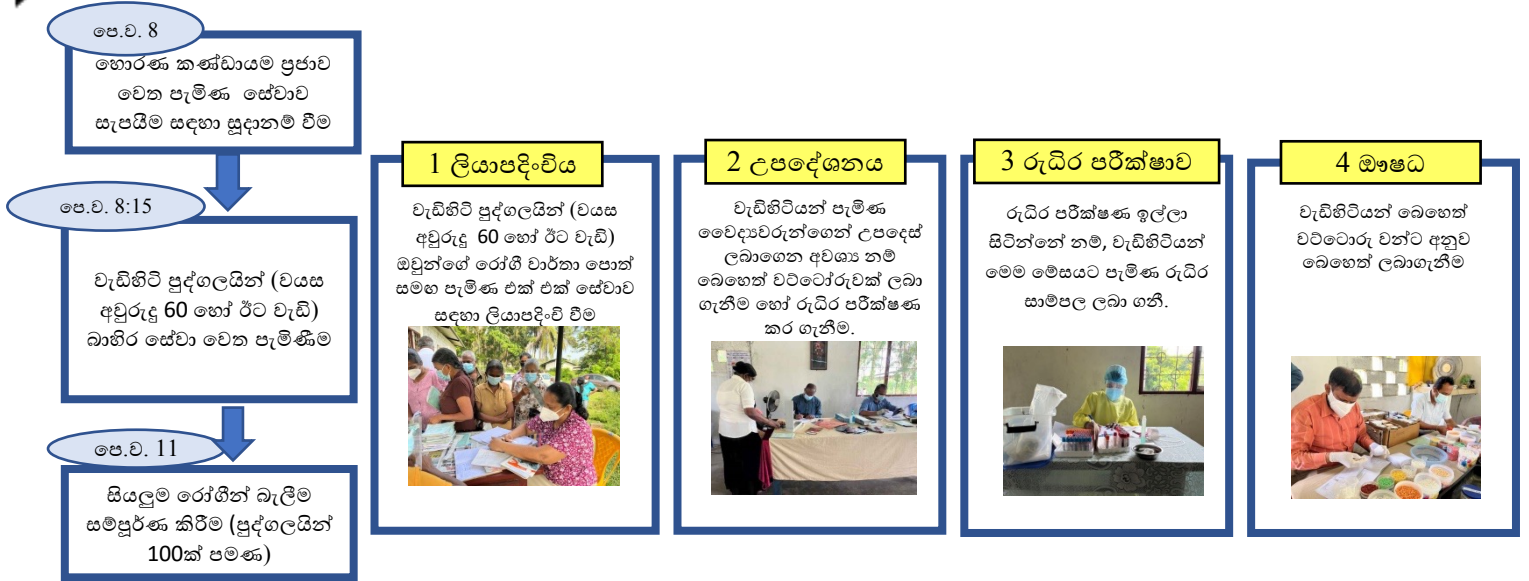 පෙ.ව. 8
හොරණ කණ්ඩායම ප්‍රජාව
වෙත පැමිණ සේවාව
සැපයීම සඳහා සූදානම් වීම
පෙ.ව. 8:15
වැඩිහිටි පුද්ගලයින් (වයස
අවුරුදු 60 හෝ ඊට වැඩි)
බාහිර සේවා වෙත පැමිණීම
පෙ.ව. 11
සියලුම රෝගීන් බැලීම
සම්පූර්ණ කිරීම (පුද්ගලයින්
100ක් පමණ)
1 ලියාපදිංචිය
වැඩිහිටි පුද්ගලයින් (වයස
අවුරුදු 60 හෝ ඊට වැඩි)
ඔවුන්ගේ රෝගී වාර්තා පොත්
සමඟ පැමිණ එක් එක් සේවාව
සඳහා ලියාපදිංචි වීම
2 උපදේශනය
වැඩිහිටියන් පැමිණ
වෛද්‍යවරුන්ගෙන් උපදෙස්
ලබාගෙන අවශ්‍ය නම්
බෙහෙත් වට්ටෝරුවක් ලබා
ගැනීම හෝ රුධිර පරීක්ෂණ
කර ගැනීම.
3 රුධිර පරීක්ෂාව
රුධිර පරීක්ෂණ ඉල්ලා
සිටින්නේ නම්, වැඩිහිටියන්
මෙම මේසයට පැමිණ රුධිර
සාම්පල ලබා ගනී.
4 ඖෂධ
වැඩිහිටියන් බෙහෙත්
වට්ටොරු වන්ට අනුව
බෙහෙත් ලබාගැනීම